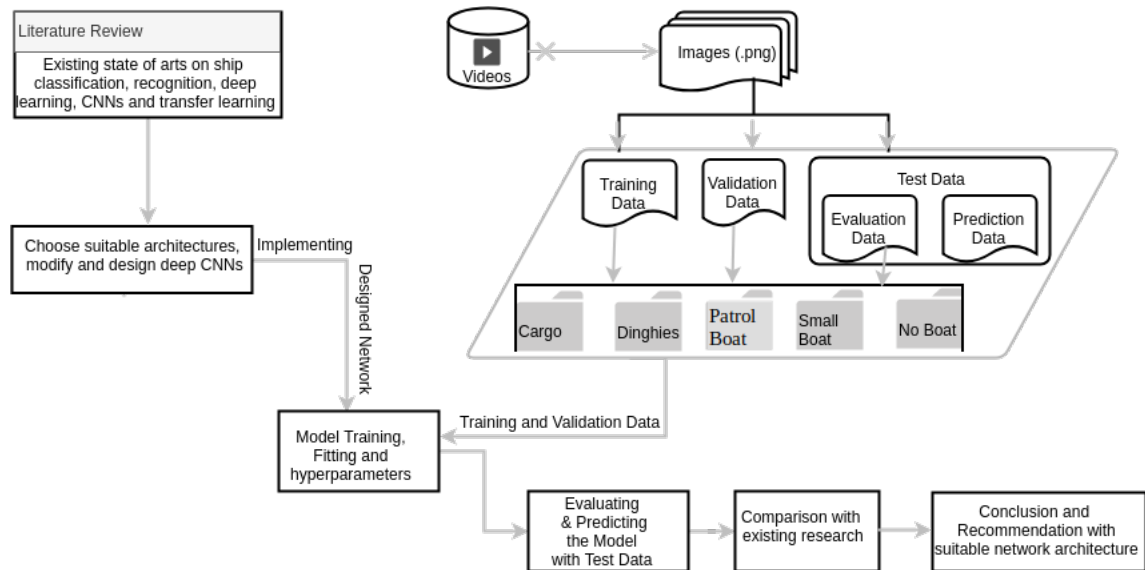 Literature Review
Existing state of arts on ship
classification, recognition, deep
learning, CNNs and transfer learning
Videos
Images (.png)
Training
Data
Validation
Data
Test Data
Evaluation
Data
Prediction
Data
Cargo
Dinghies
Patrol
Boat
Small
Boat
No Boat
Choose suitable architectures,
modify and design deep CNNs
Implementing
Designed Network
Training and Validation Data
Model Training,
Fitting and
hyperparameters
Evaluating
& Predicting
the Model
with Test Data
Comparison with
existing research
Conclusion and
Recommendation with
suitable network architecture